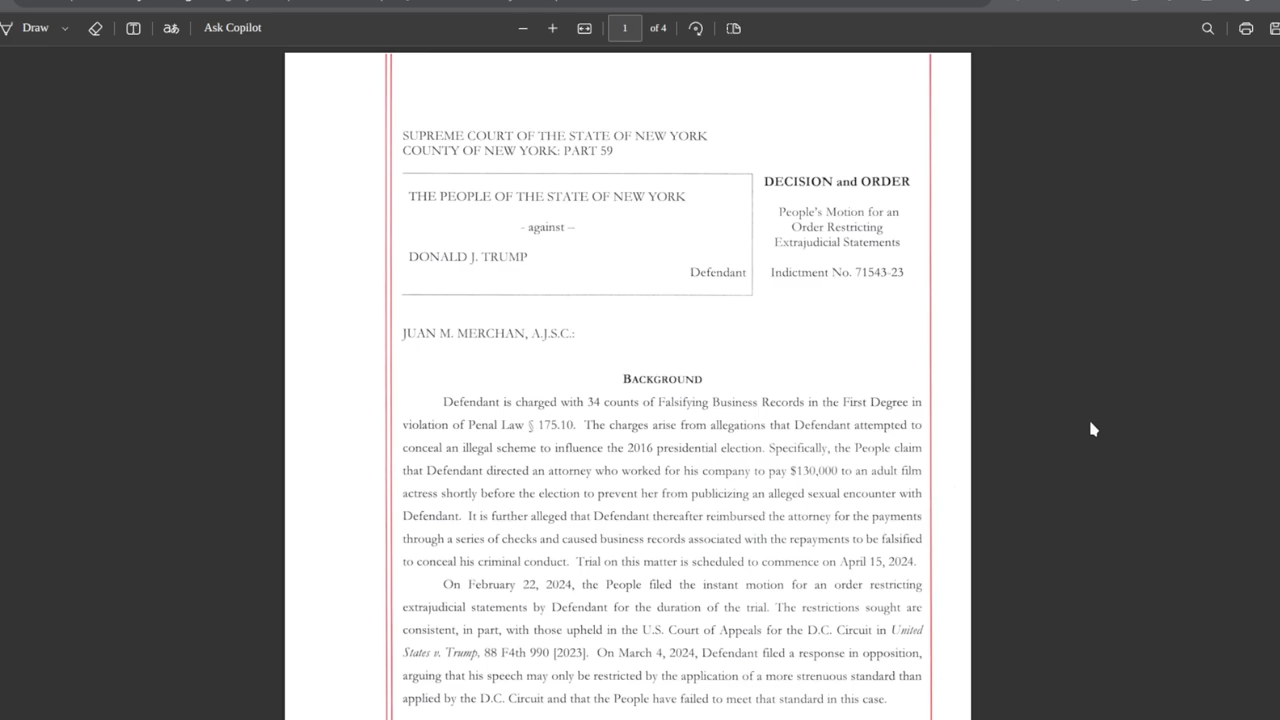 Draw
aあ
Ask Copilot
1
of 4
SUPREME COURT OF THE STATE OF NEW YORK
COUNTY OF NEW YORK: PART 59
THE PEOPLE OF THE STATE OF NEW YORK
- against –
DONALD J. TRUMP
Defendant
DECISION and ORDER
People's Motion for an
Order Restricting
Extrajudicial Statements
Indictment No. 71543-23
JUAN M. MERCHAN, A.J.S.C.:
BACKGROUND
Defendant is charged with 34 counts of Falsifying Business Records in the First Degree in
violation of Penal Law § 175.10. The charges arise from allegations that Defendant attempted to
conceal an illegal scheme to influence the 2016 presidential election. Specifically, the People claim
that Defendant directed an attorney who worked for his company to pay $130,000 to an adult film
actress shortly before the election to prevent her from publicizing an alleged sexual encounter with
Defendant. It is further alleged that Defendant thereafter reimbursed the attorney for the payments
through a series of checks and caused business records associated with the repayments to be falsified
to conceal his criminal conduct. Trial on this matter is scheduled to commence on April 15, 2024.
On February 22, 2024, the People filed the instant motion for an order restricting
extrajudicial statements by Defendant for the duration of the trial. The restrictions sought are
consistent, in part, with those upheld in the U.S. Court of Appeals for the D.C. Circuit in United
States v. Trump, 88 F4th 990 [2023]. On March 4, 2024, Defendant filed a response in opposition,
arguing that his speech may only be restricted by the application of a more strenuous standard than
applied by the D.C. Circuit and that the People have failed to meet that standard in this case.